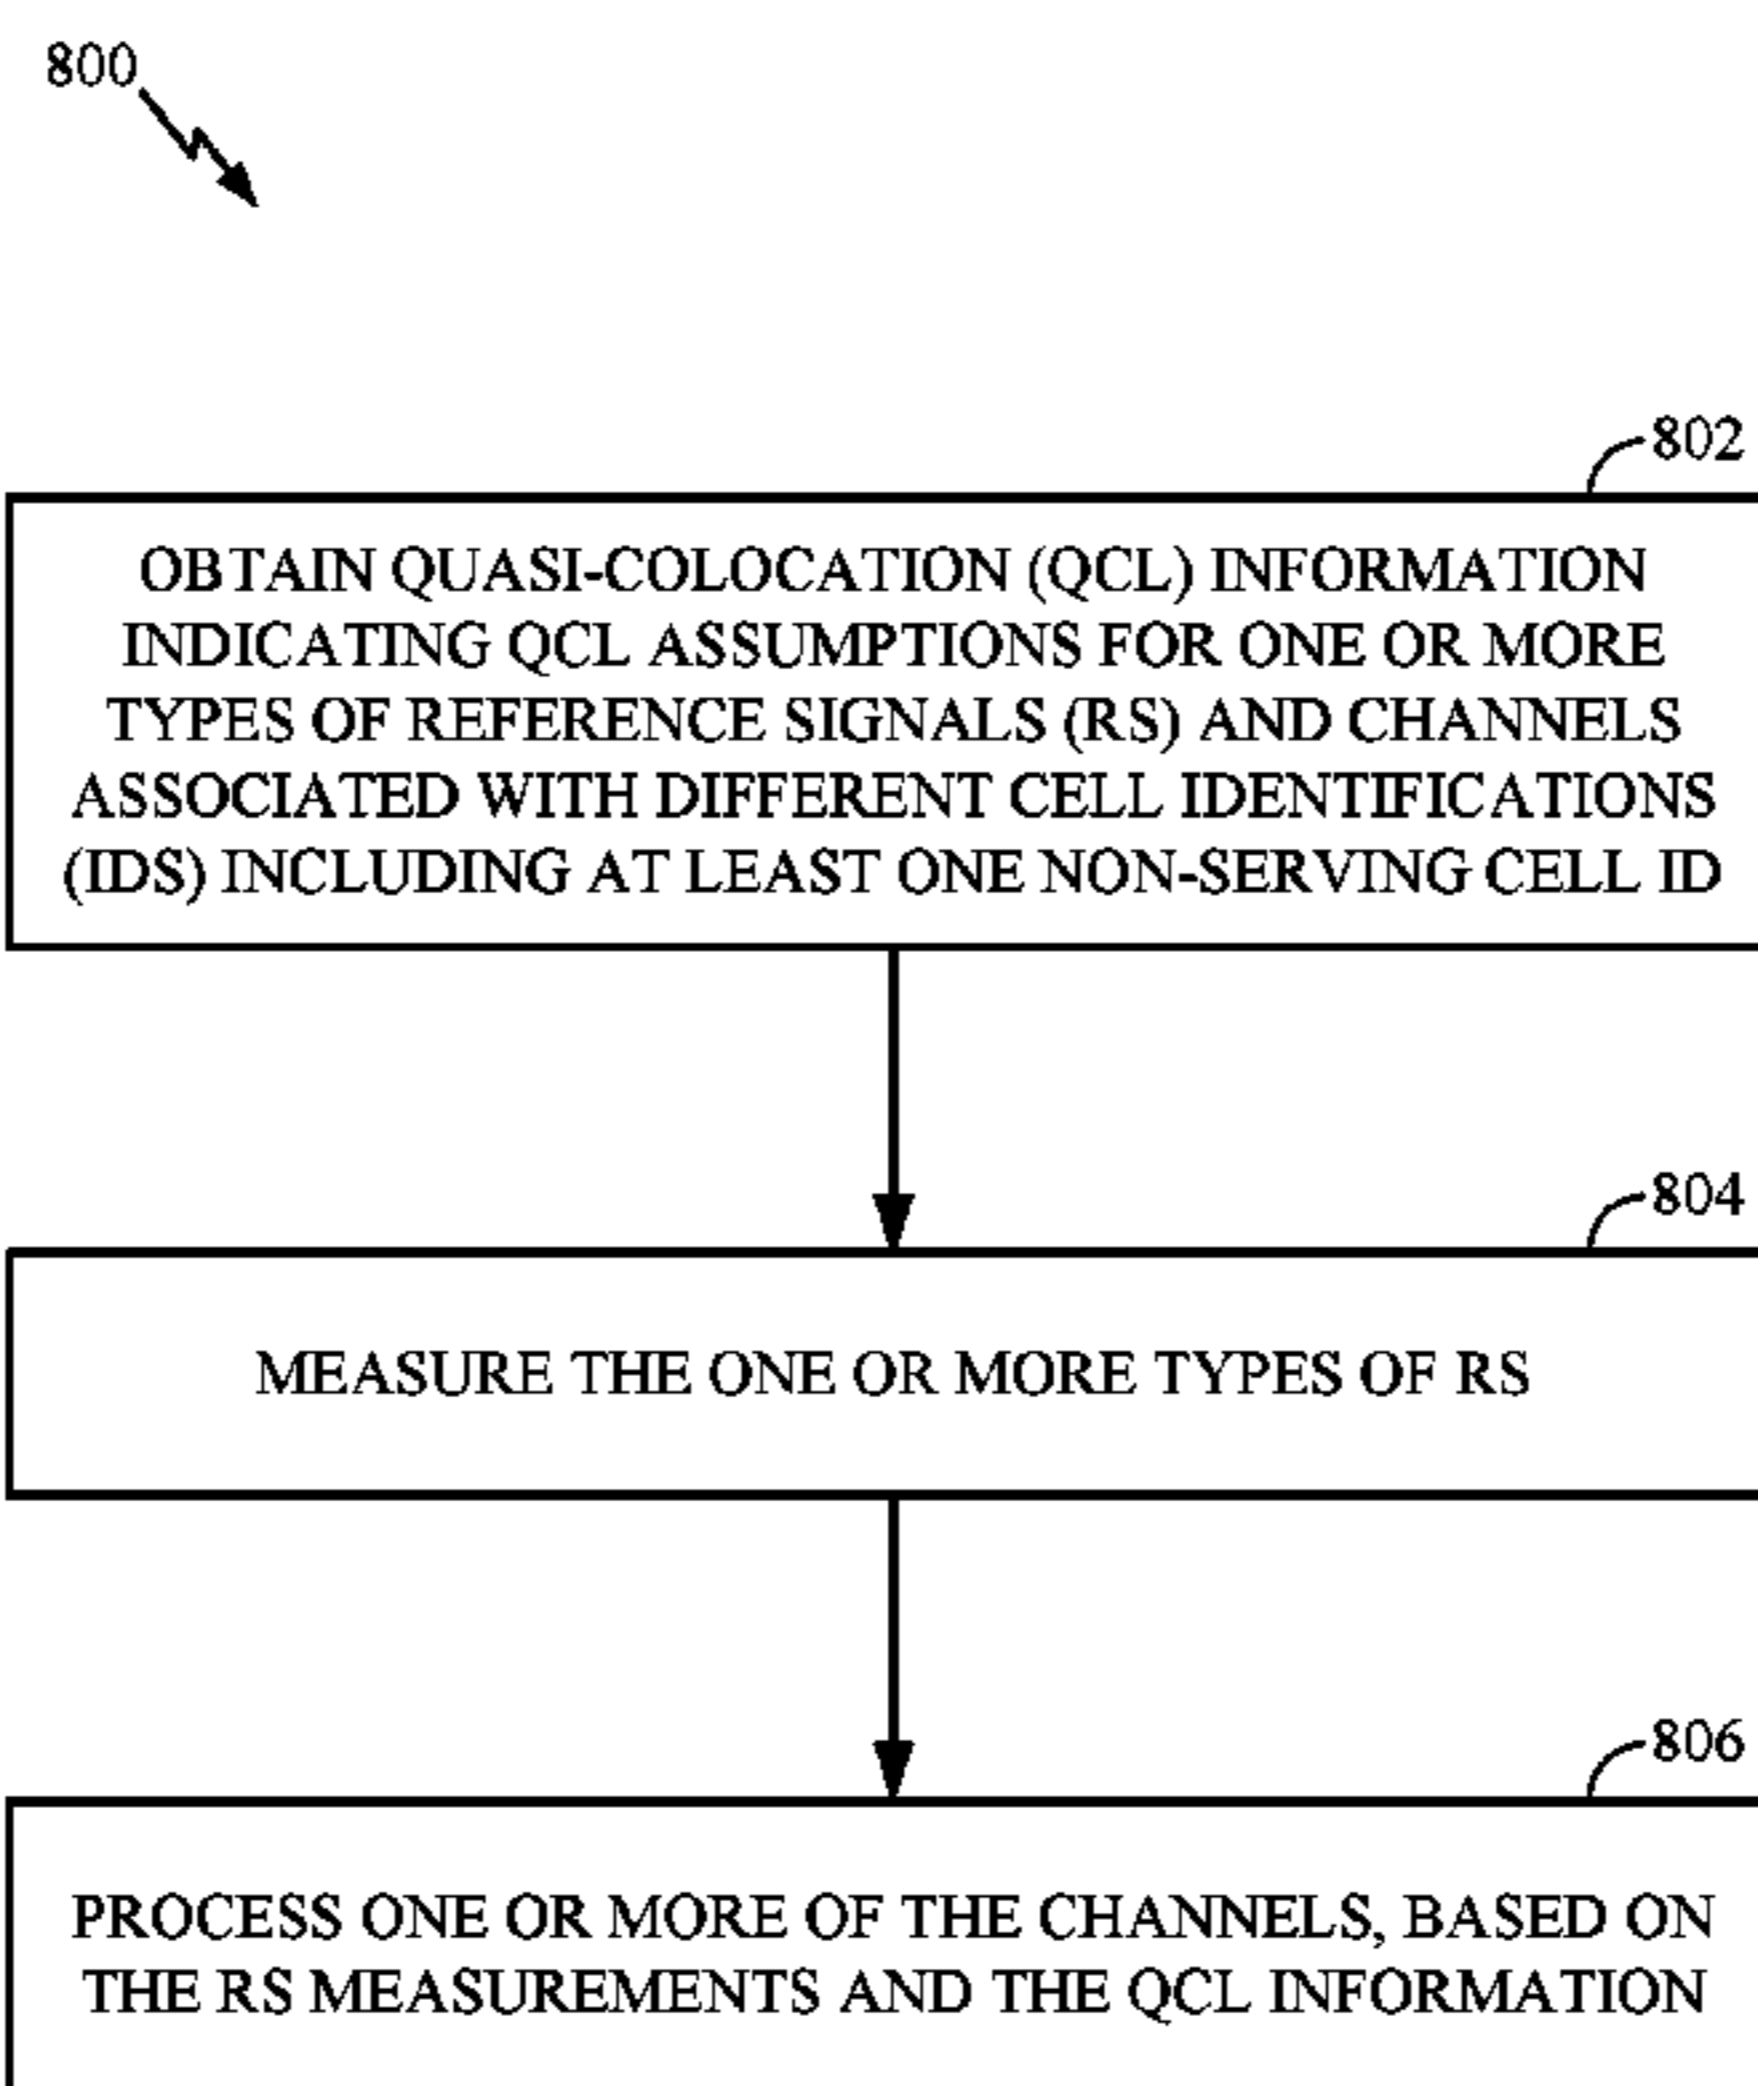 800
802
OBTAIN QUASI-COLOCATION (QCL) INFORMATION
INDICATING QCL ASSUMPTIONS FOR ONE OR MORE
TYPES OF REFERENCE SIGNALS (RS) AND CHANNELS
ASSOCIATED WITH DIFFERENT CELL IDENTIFICATIONS
(IDS) INCLUDING AT LEAST ONE NON-SERVING CELL ID
804
MEASURE THE ONE OR MORE TYPES OF RS
806
PROCESS ONE OR MORE OF THE CHANNELS, BASED ON
THE RS MEASUREMENTS AND THE QCL INFORMATION